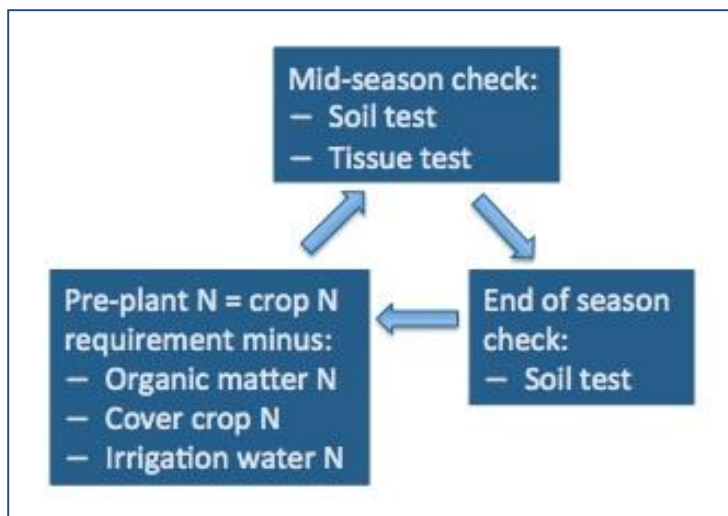 Mid-season check:
– Soil test
– Tissue test
Pre-plant N = crop N
requirement minus:
– Organic matter N
– Cover crop N
– Irrigation water N
End of season
check:
– Soil test